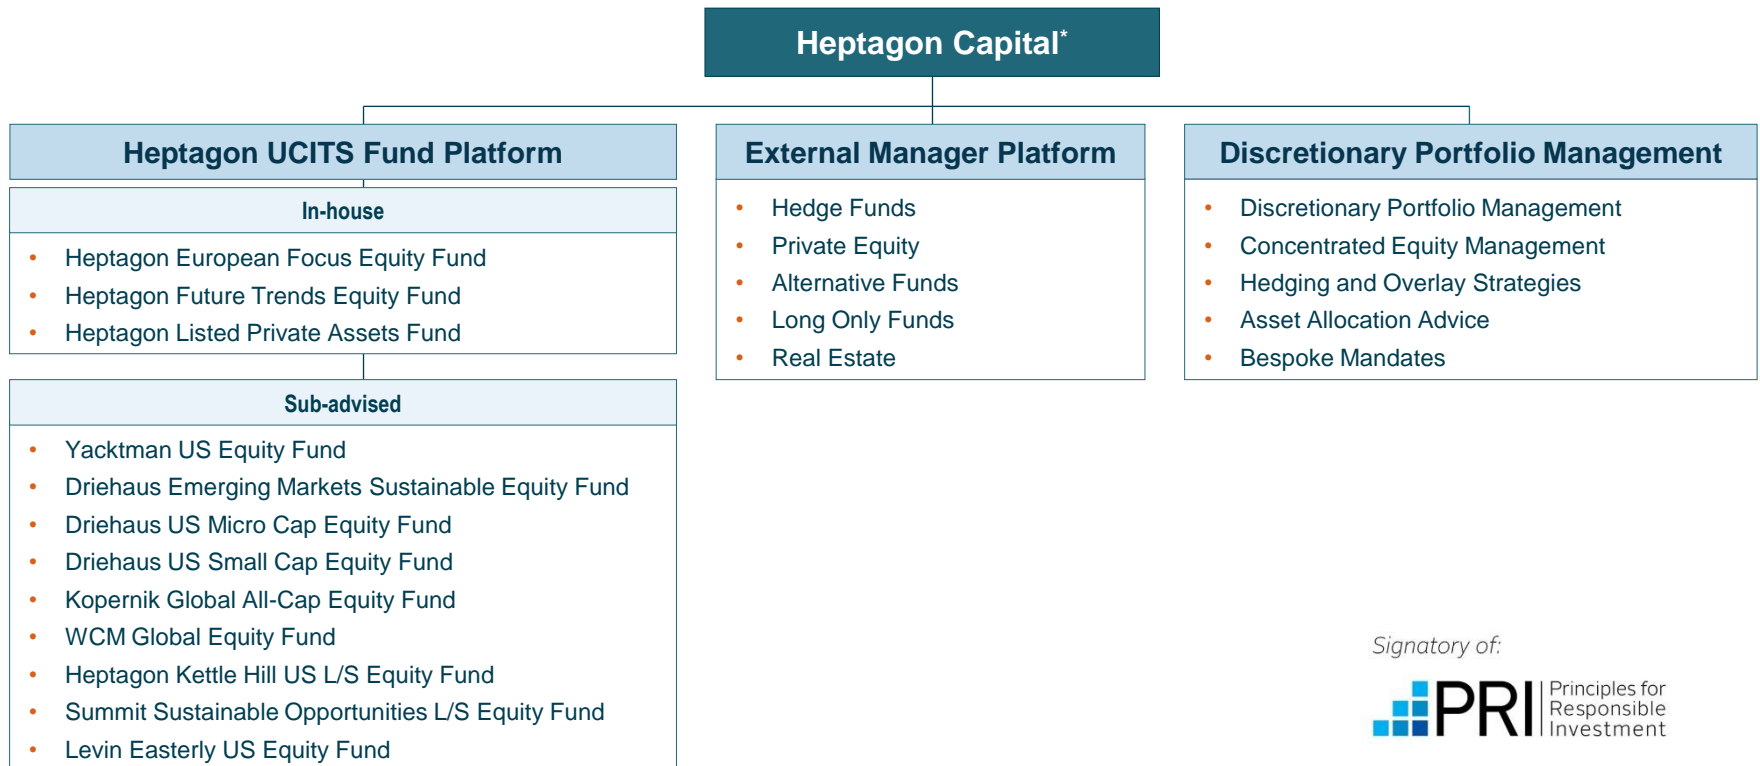 Heptagon Capital*
Heptagon UCITS Fund Platform
In-house
• Heptagon European Focus Equity Fund
• Heptagon Future Trends Equity Fund
• Heptagon Listed Private Assets Fund
Sub-advised
• Yacktman US Equity Fund
• Driehaus Emerging Markets Sustainable Equity Fund
• Driehaus US Micro Cap Equity Fund
• Driehaus US Small Cap Equity Fund
• Kopernik Global All-Cap Equity Fund
• WCM Global Equity Fund
• Heptagon Kettle Hill US L/S Equity Fund
• Summit Sustainable Opportunities L/S Equity Fund
• Levin Easterly US Equity Fund
External Manager Platform
• Hedge Funds
• Private Equity
• Alternative Funds
• Long Only Funds
• Real Estate
Discretionary Portfolio Management
• Discretionary Portfolio Management
• Concentrated Equity Management
• Hedging and Overlay Strategies
• Asset Allocation Advice
• Bespoke Mandates
Signatory of:
PRI
Principles for
Responsible
Investment